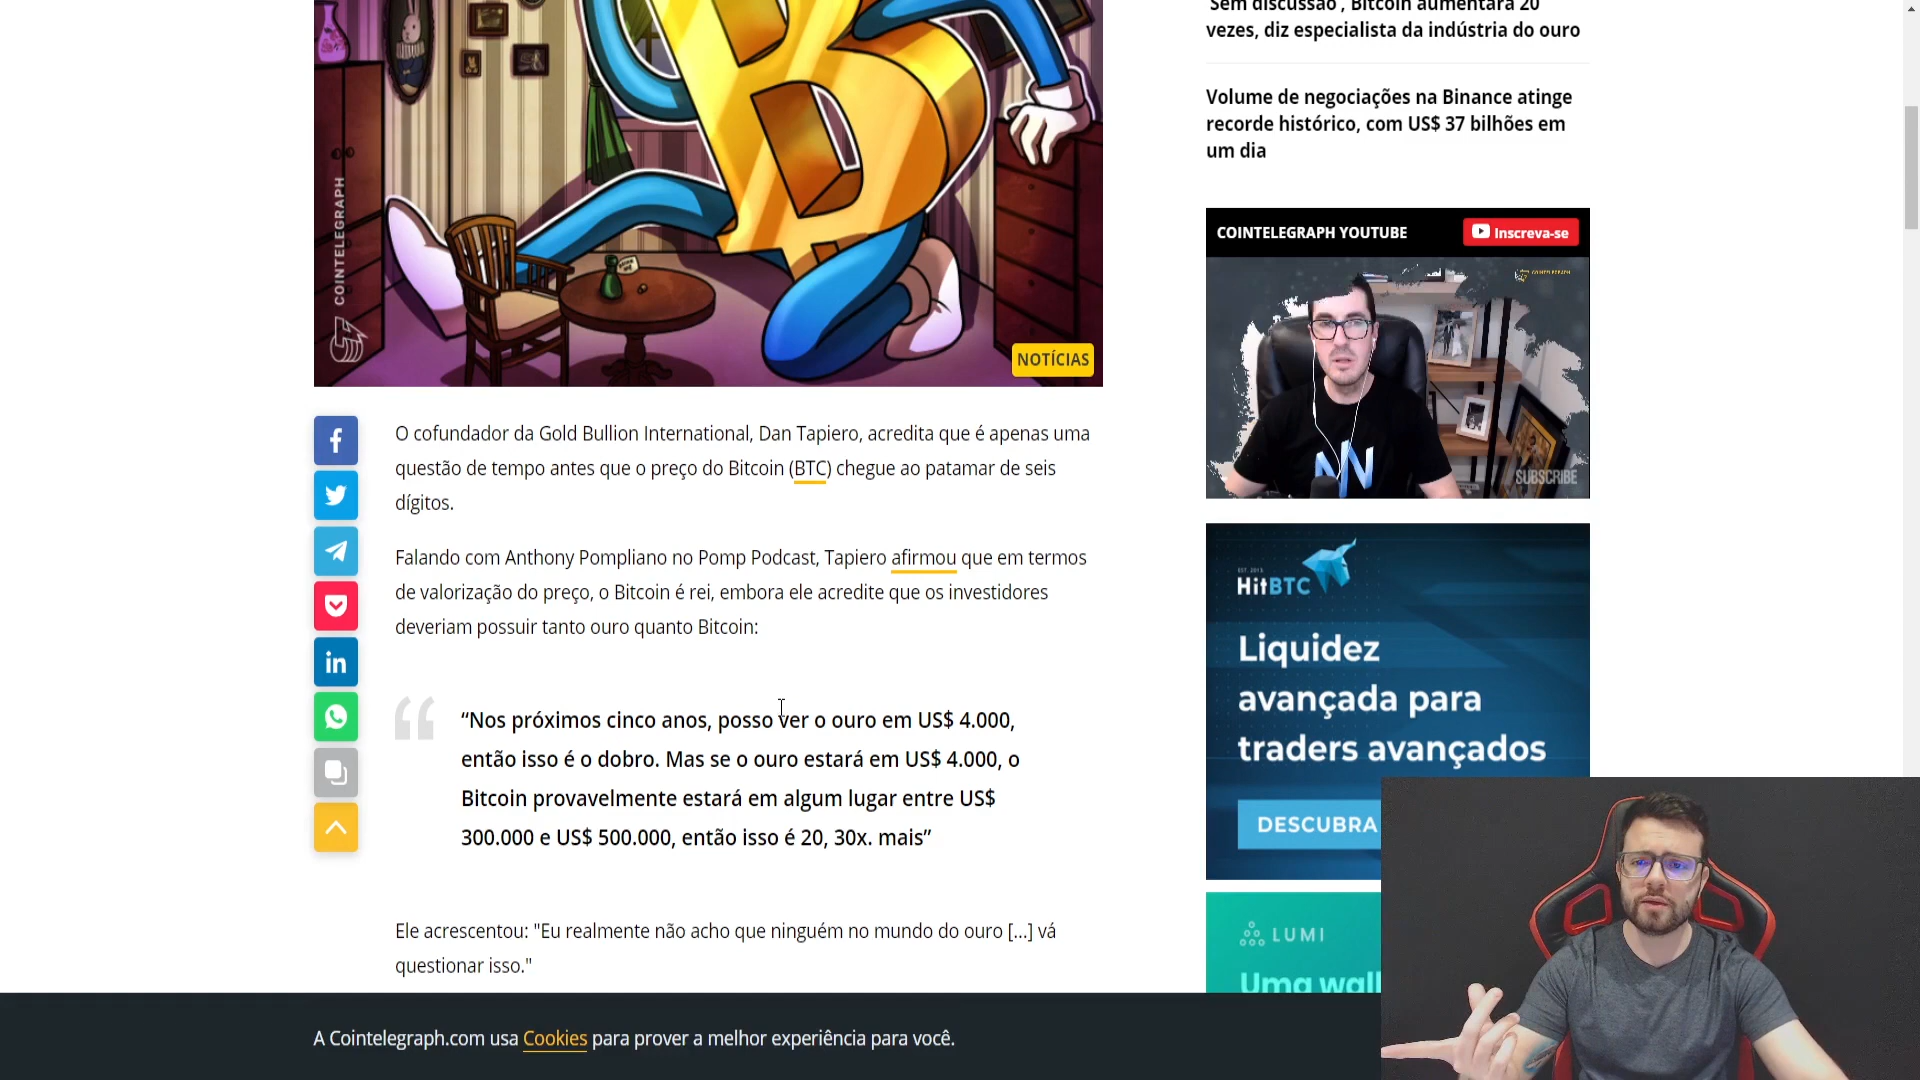 'Sem discussão', Bitcoin aumentará 20
vezes, diz especialista da indústria do ouro
Volume de negociações na Binance atinge
recorde histórico, com US$ 37 bilhões em
um dia
COINTELEGRAPH
NOTÍCIAS
COINTELEGRAPH YOUTUBE
Inscreva-se
SUBSCRIBE
O cofundador da Gold Bullion International, Dan Tapiero, acredita que é apenas uma
questão de tempo antes que o preço do Bitcoin (BTC) chegue ao patamar de seis
dígitos.
Falando com Anthony Pompliano no Pomp Podcast, Tapiero afirmou que em termos
de valorização do preço, o Bitcoin é rei, embora ele acredite que os investidores
deveriam possuir tanto ouro quanto Bitcoin:
“Nos próximos cinco anos, posso ver o ouro em US$ 4.000,
então isso é o dobro. Mas se o ouro estará em US$ 4.000, o
Bitcoin provavelmente estará em algum lugar entre US$
300.000 e US$ 500.000, então isso é 20, 30x. mais”
Ele acrescentou: "Eu realmente não acho que ninguém no mundo do ouro [...] vá
questionar isso."
EST. 2013
HitBTC
Liquidez
avançada para
traders avançados
DESCUBRA
LUMI
Uma wall
A Cointelegraph.com usa Cookies para prover a melhor experiência para você.